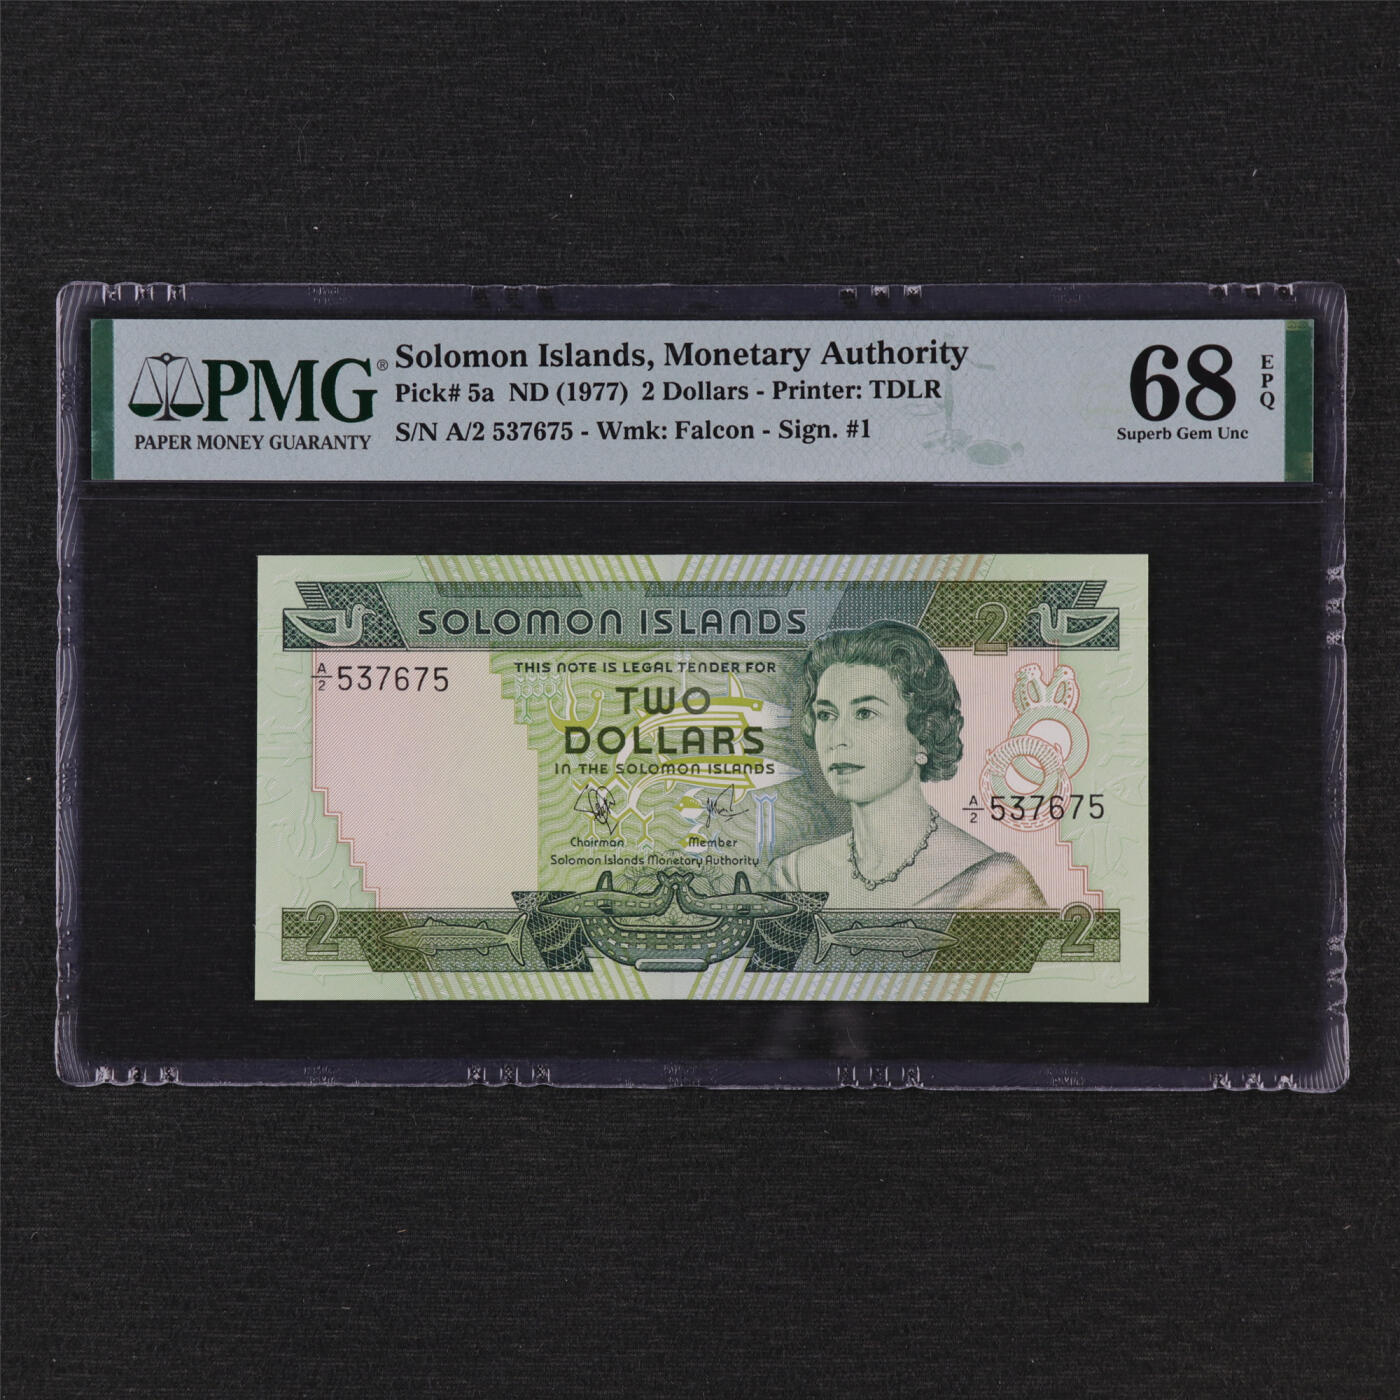 PMG®
PAPER MONEY GUARANTY
Solomon Islands, Monetary Authority
Pick# 5a ND (1977) 2 Dollars - Printer: TDLR
S/N A/2 537675 - Wmk: Falcon - Sign. #1
68
EPQ
Superb Gem Unc
SOLOMON ISLANDS
2
A/2 537675
THIS NOTE IS LEGAL TENDER FOR
TWO
DOLLARS
IN THE SOLOMON ISLANDS
A/2 537675
Chairman Member
Solomon Islands Monetary Authority
2
2